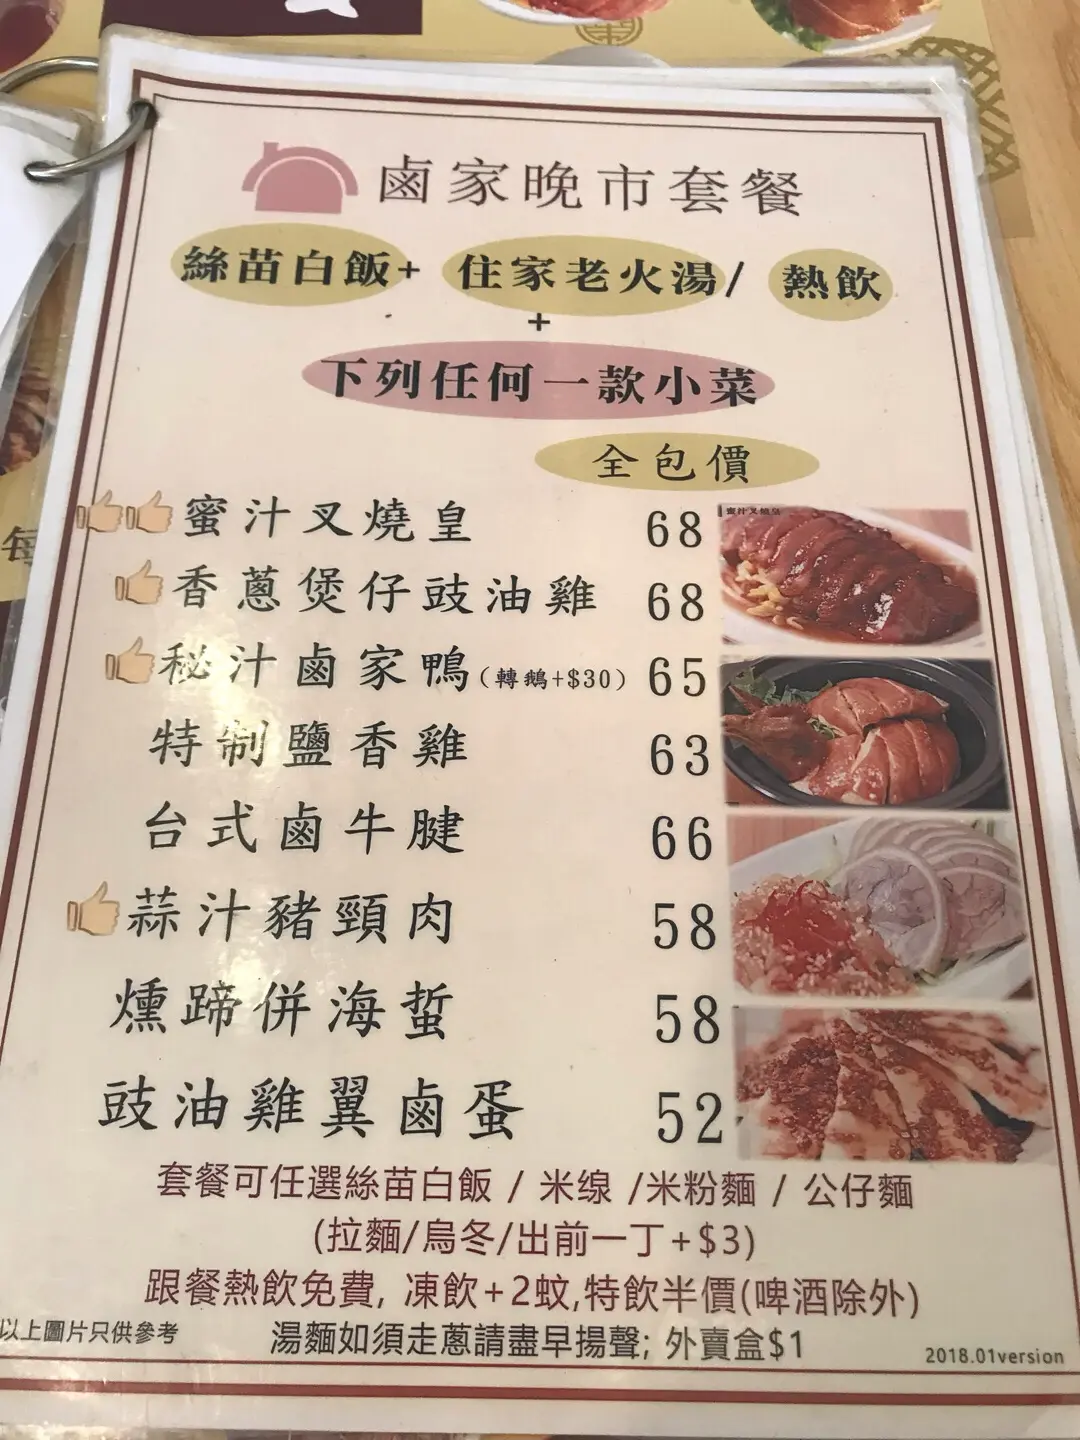 鹵家晚市套餐
絲苗白飯+ 住家老火湯/ 熱飲
+
下列任何一款小菜
全包價
蜜汁叉燒皇 68
蜜汁叉燒皇
香蔥煲仔豉油雞 68
秘汁鹵家鴨(轉鵝+$30) 65
特制鹽香雞 63
台式鹵牛腱 66
蒜汁豬頸肉 58
燻蹄併海蜇 58
豉油雞翼鹵蛋 52
套餐可任選絲苗白飯 / 米线 /米粉麵 / 公仔麵
(拉麵/烏冬/出前一丁+$3)
跟餐熱飲免費, 凍飲+2蚊,特飲半價(啤酒除外)
以上圖片只供參考
湯麵如須走蔥請盡早揚聲; 外賣盒$1
2018.01version
每